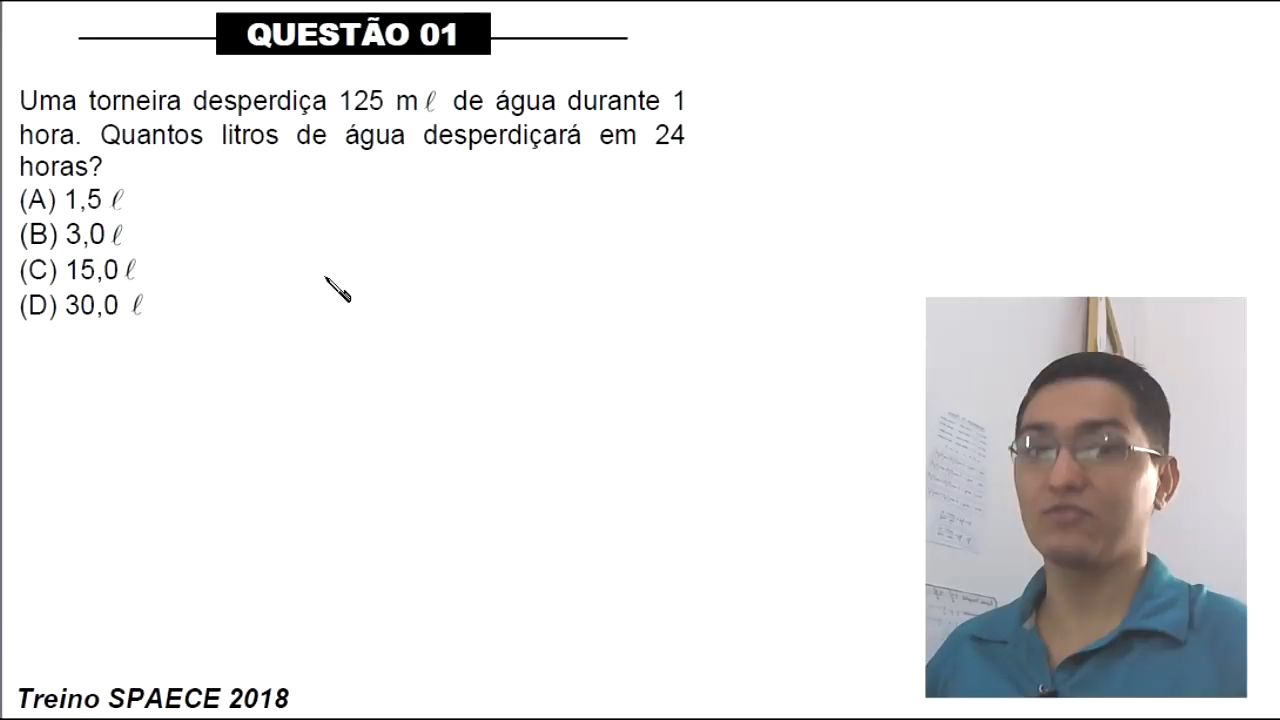 QUESTÃO 01
Uma torneira desperdiça 125 mℓ de água durante 1
hora. Quantos litros de água desperdiçará em 24
horas?
(A) 1,5 ℓ
(B) 3,0 ℓ
(C) 15,0 ℓ
(D) 30,0 ℓ
Treino SPAECE 2018